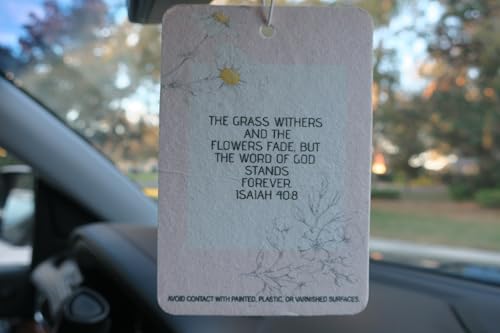 THE GRASS WITHERS
AND THE
FLOWERS FADE, BUT
THE WORD OF GOD
STANDS
FOREVER.
ISAIAH 40:8
AVOID CONTACT WITH PAINTED, PLASTIC, OR VARNISHED SURFACES.